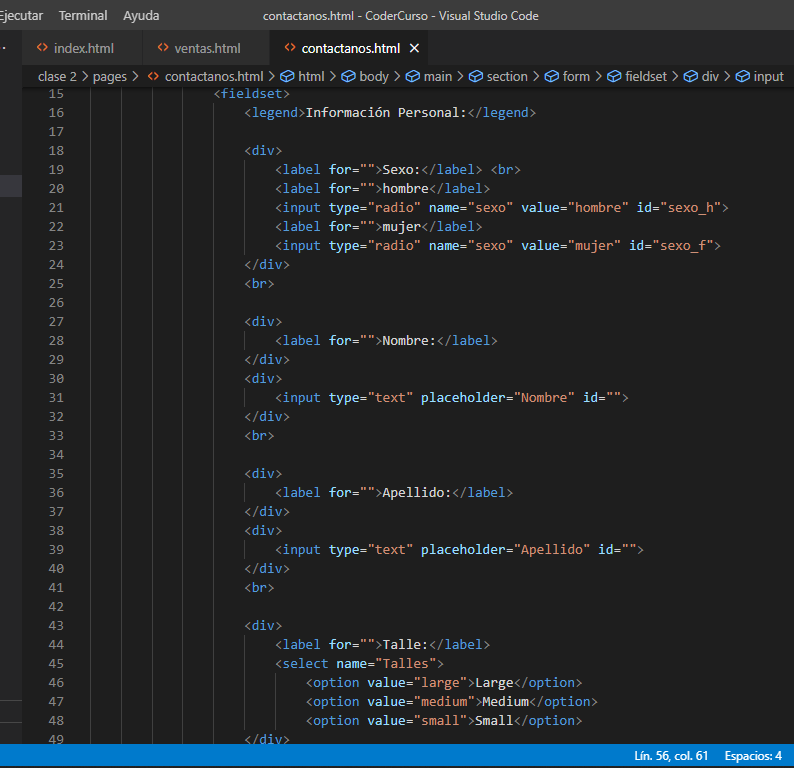 Ejecutar Terminal Ayuda contactanos.html - CoderCurso - Visual Studio Code
index.html ventas.html contactanos.html
clase 2 > pages > contactanos.html > html > body > main > section > form > fieldset > div > input
15 <fieldset>
16 <legend>Información Personal:</legend>
17
18 <div>
19 <label for="">Sexo:</label> <br>
20 <label for="">hombre</label>
21 <input type="radio" name="sexo" value="hombre" id="sexo_h">
22 <label for="">mujer</label>
23 <input type="radio" name="sexo" value="mujer" id="sexo_f">
24 </div>
25 <br>
26
27 <div>
28 <label for="">Nombre:</label>
29 </div>
30 <div>
31 <input type="text" placeholder="Nombre" id="">
32 </div>
33 <br>
34
35 <div>
36 <label for="">Apellido:</label>
37 </div>
38 <div>
39 <input type="text" placeholder="Apellido" id="">
40 </div>
41 <br>
42
43 <div>
44 <label for="">Talle:</label>
45 <select name="Talles">
46 <option value="large">Large</option>
47 <option value="medium">Medium</option>
48 <option value="small">Small</option>
49 </div>
Lín. 56, col. 61 Espacios: 4